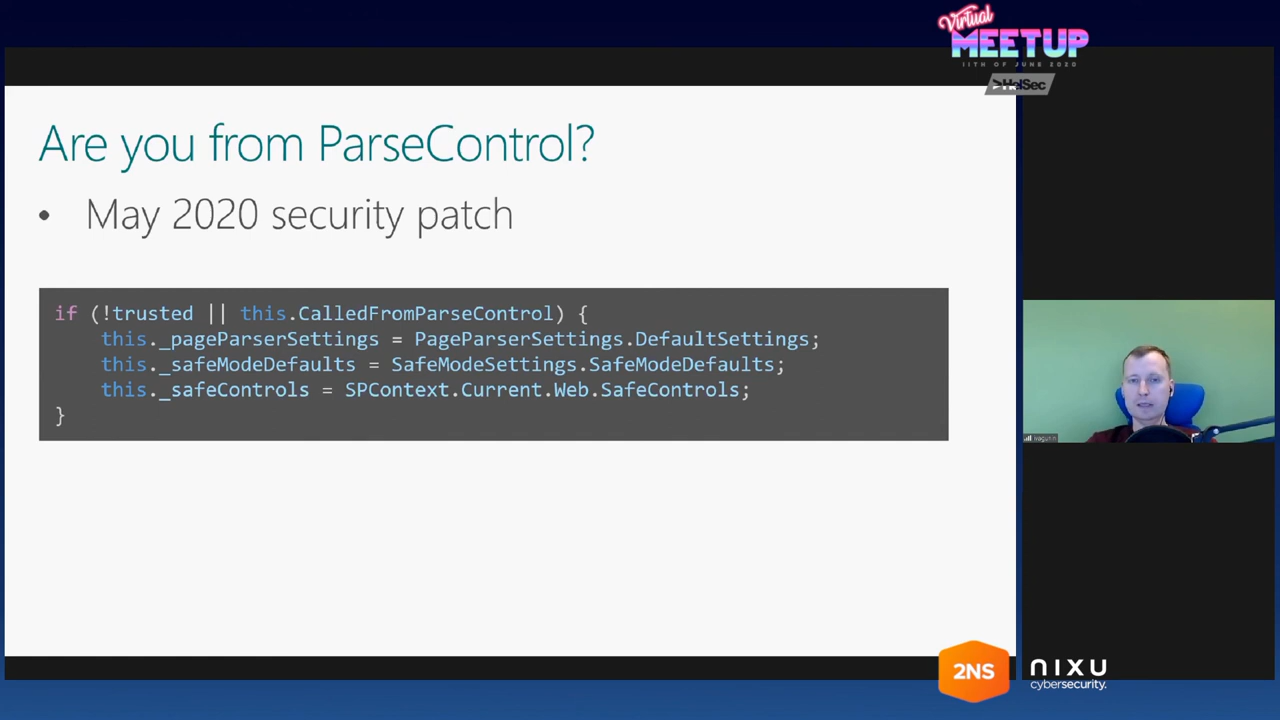 Virtual
MEETUP
11TH OF JUNE 2020
>HelSec
Are you from ParseControl?
• May 2020 security patch
if (!trusted || this.CalledFromParseControl) {
this._pageParserSettings = PageParserSettings.DefaultSettings;
this._safeModeDefaults = SafeModeSettings.SafeModeDefaults;
this._safeControls = SPContext.Current.Web.SafeControls;
}
2NS
nixu
cybersecurity.